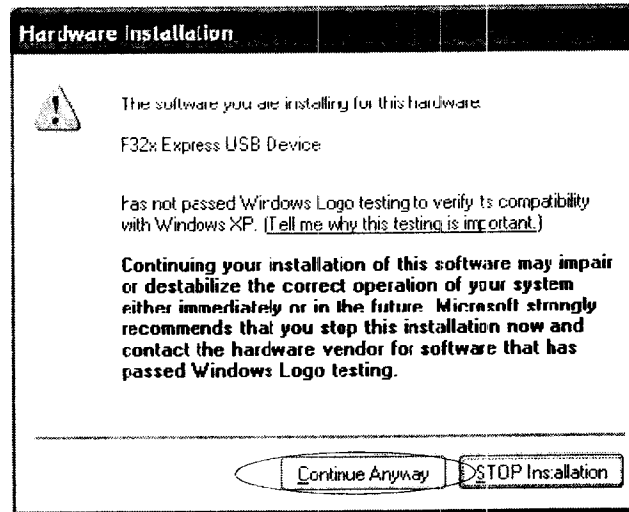 Hardware Installation
The software you are installing for this hardware:
F32x Express USB Device
has not passed Windows Logo testing to verify its compatibility
with Windows XP. (Tell me why this testing is important.)
Continuing your installation of this software may impair
or destabilize the correct operation of your system
either immediately or in the future. Microsoft strongly
recommends that you stop this installation now and
contact the hardware vendor for software that has
passed Windows Logo testing.
Continue Anyway
STOP Installation